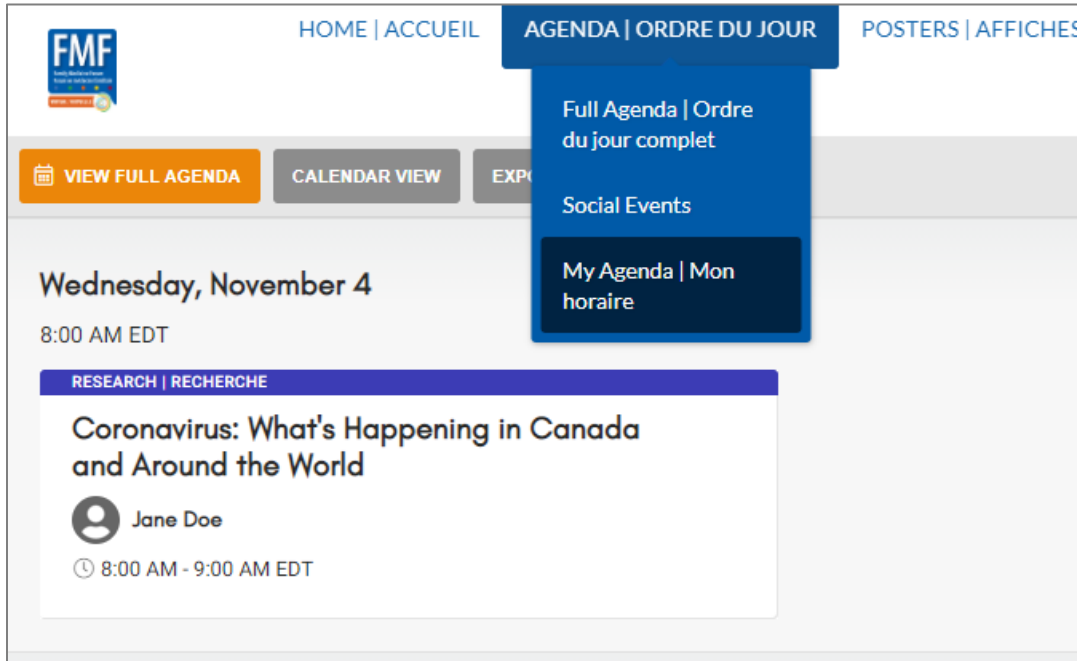 FMF
HOME | ACCUEIL
AGENDA | ORDRE DU JOUR
POSTERS | AFFICHES
Full Agenda | Ordre
du jour complet
Social Events
My Agenda | Mon
horaire
VIEW FULL AGENDA
CALENDAR VIEW
Wednesday, November 4
8:00 AM EDT
RESEARCH | RECHERCHE
Coronavirus: What's Happening in Canada
and Around the World
Jane Doe
8:00 AM - 9:00 AM EDT